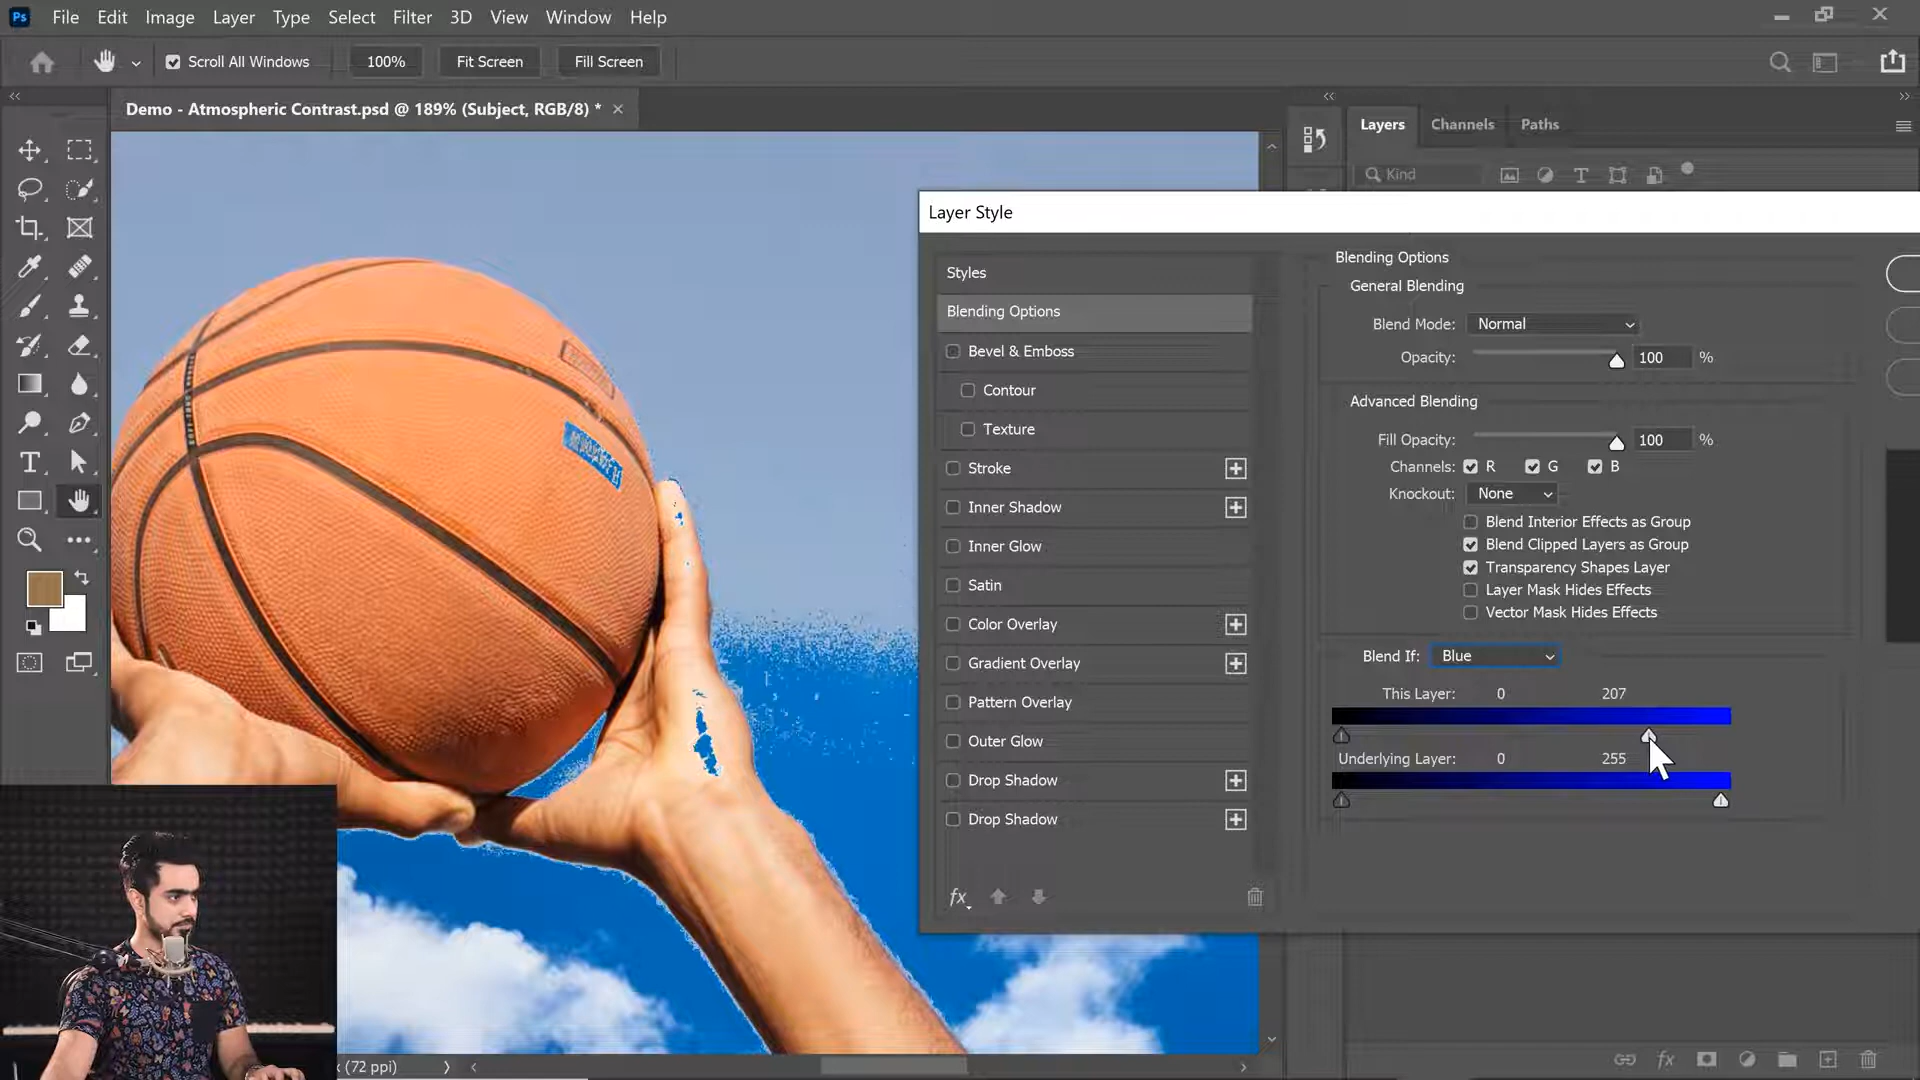 Ps File Edit Image Layer Type Select Filter 3D View Window Help
Scroll All Windows 100% Fit Screen Fill Screen
Demo - Atmospheric Contrast.psd @ 189% (Subject, RGB/8) *
Layers Channels Paths
Kind
Layer Style
Styles
Blending Options
Bevel & Emboss
Contour
Texture
Stroke
Inner Shadow
Inner Glow
Satin
Color Overlay
Gradient Overlay
Pattern Overlay
Outer Glow
Drop Shadow
Drop Shadow
fx
Blending Options
General Blending
Blend Mode: Normal
Opacity: 100 %
Advanced Blending
Fill Opacity: 100 %
Channels: R G B
Knockout: None
Blend Interior Effects as Group
Blend Clipped Layers as Group
Transparency Shapes Layer
Layer Mask Hides Effects
Vector Mask Hides Effects
Blend If: Blue
This Layer: 0 207
Underlying Layer: 0 255
(72 ppi)
fx